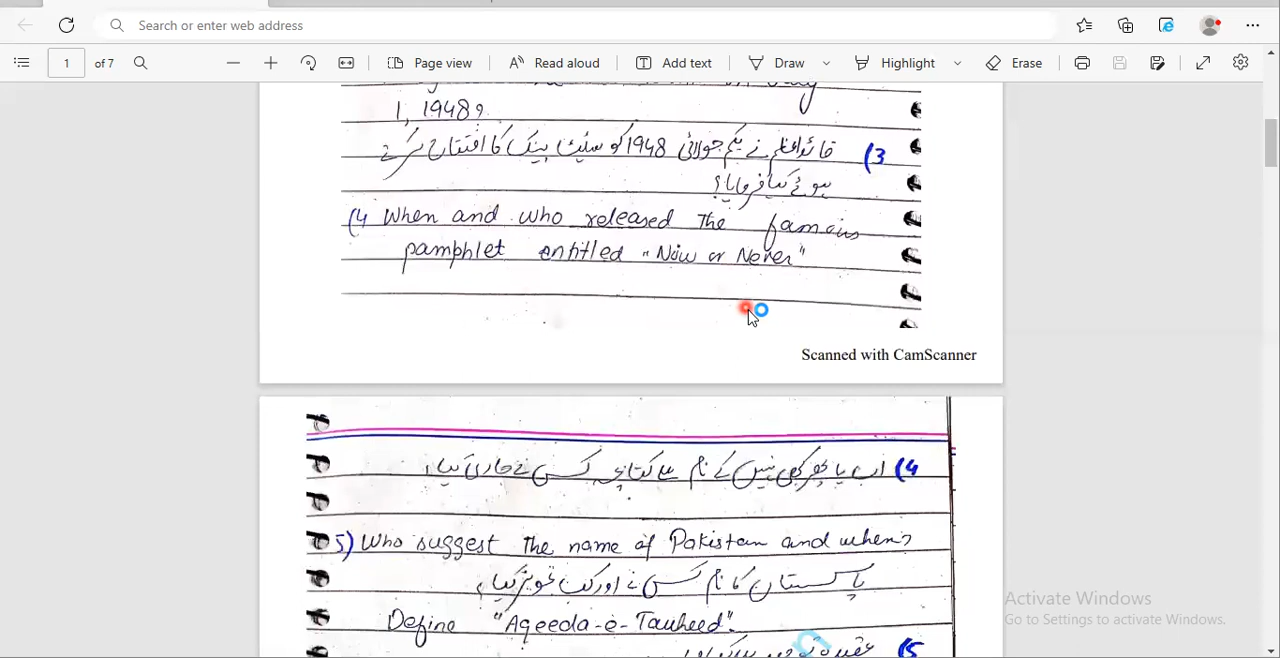 Search or enter web address
1 of 7
Page view
Read aloud
Add text
Draw
Highlight
Erase
1, 1948?
3) قائداعظم نے یکم جولائی 1948 کو سٹیٹ بینک کا افتتاح کرتے
ہوئے کیا فرمایا؟
(4 When and who released the famous
pamphlet entitled "Now or Never"
Scanned with CamScanner
4) اب یا پھر کبھی نہیں کے نام سے کتابچہ کس نے جاری کیا؟
5) Who suggest the name of Pakistan and when?
پاکستان کا نام کس نے اور کب تجویز کیا؟
Define "Aqeeda-e-Tauheed".
(5
Activate Windows
Go to Settings to activate Windows.